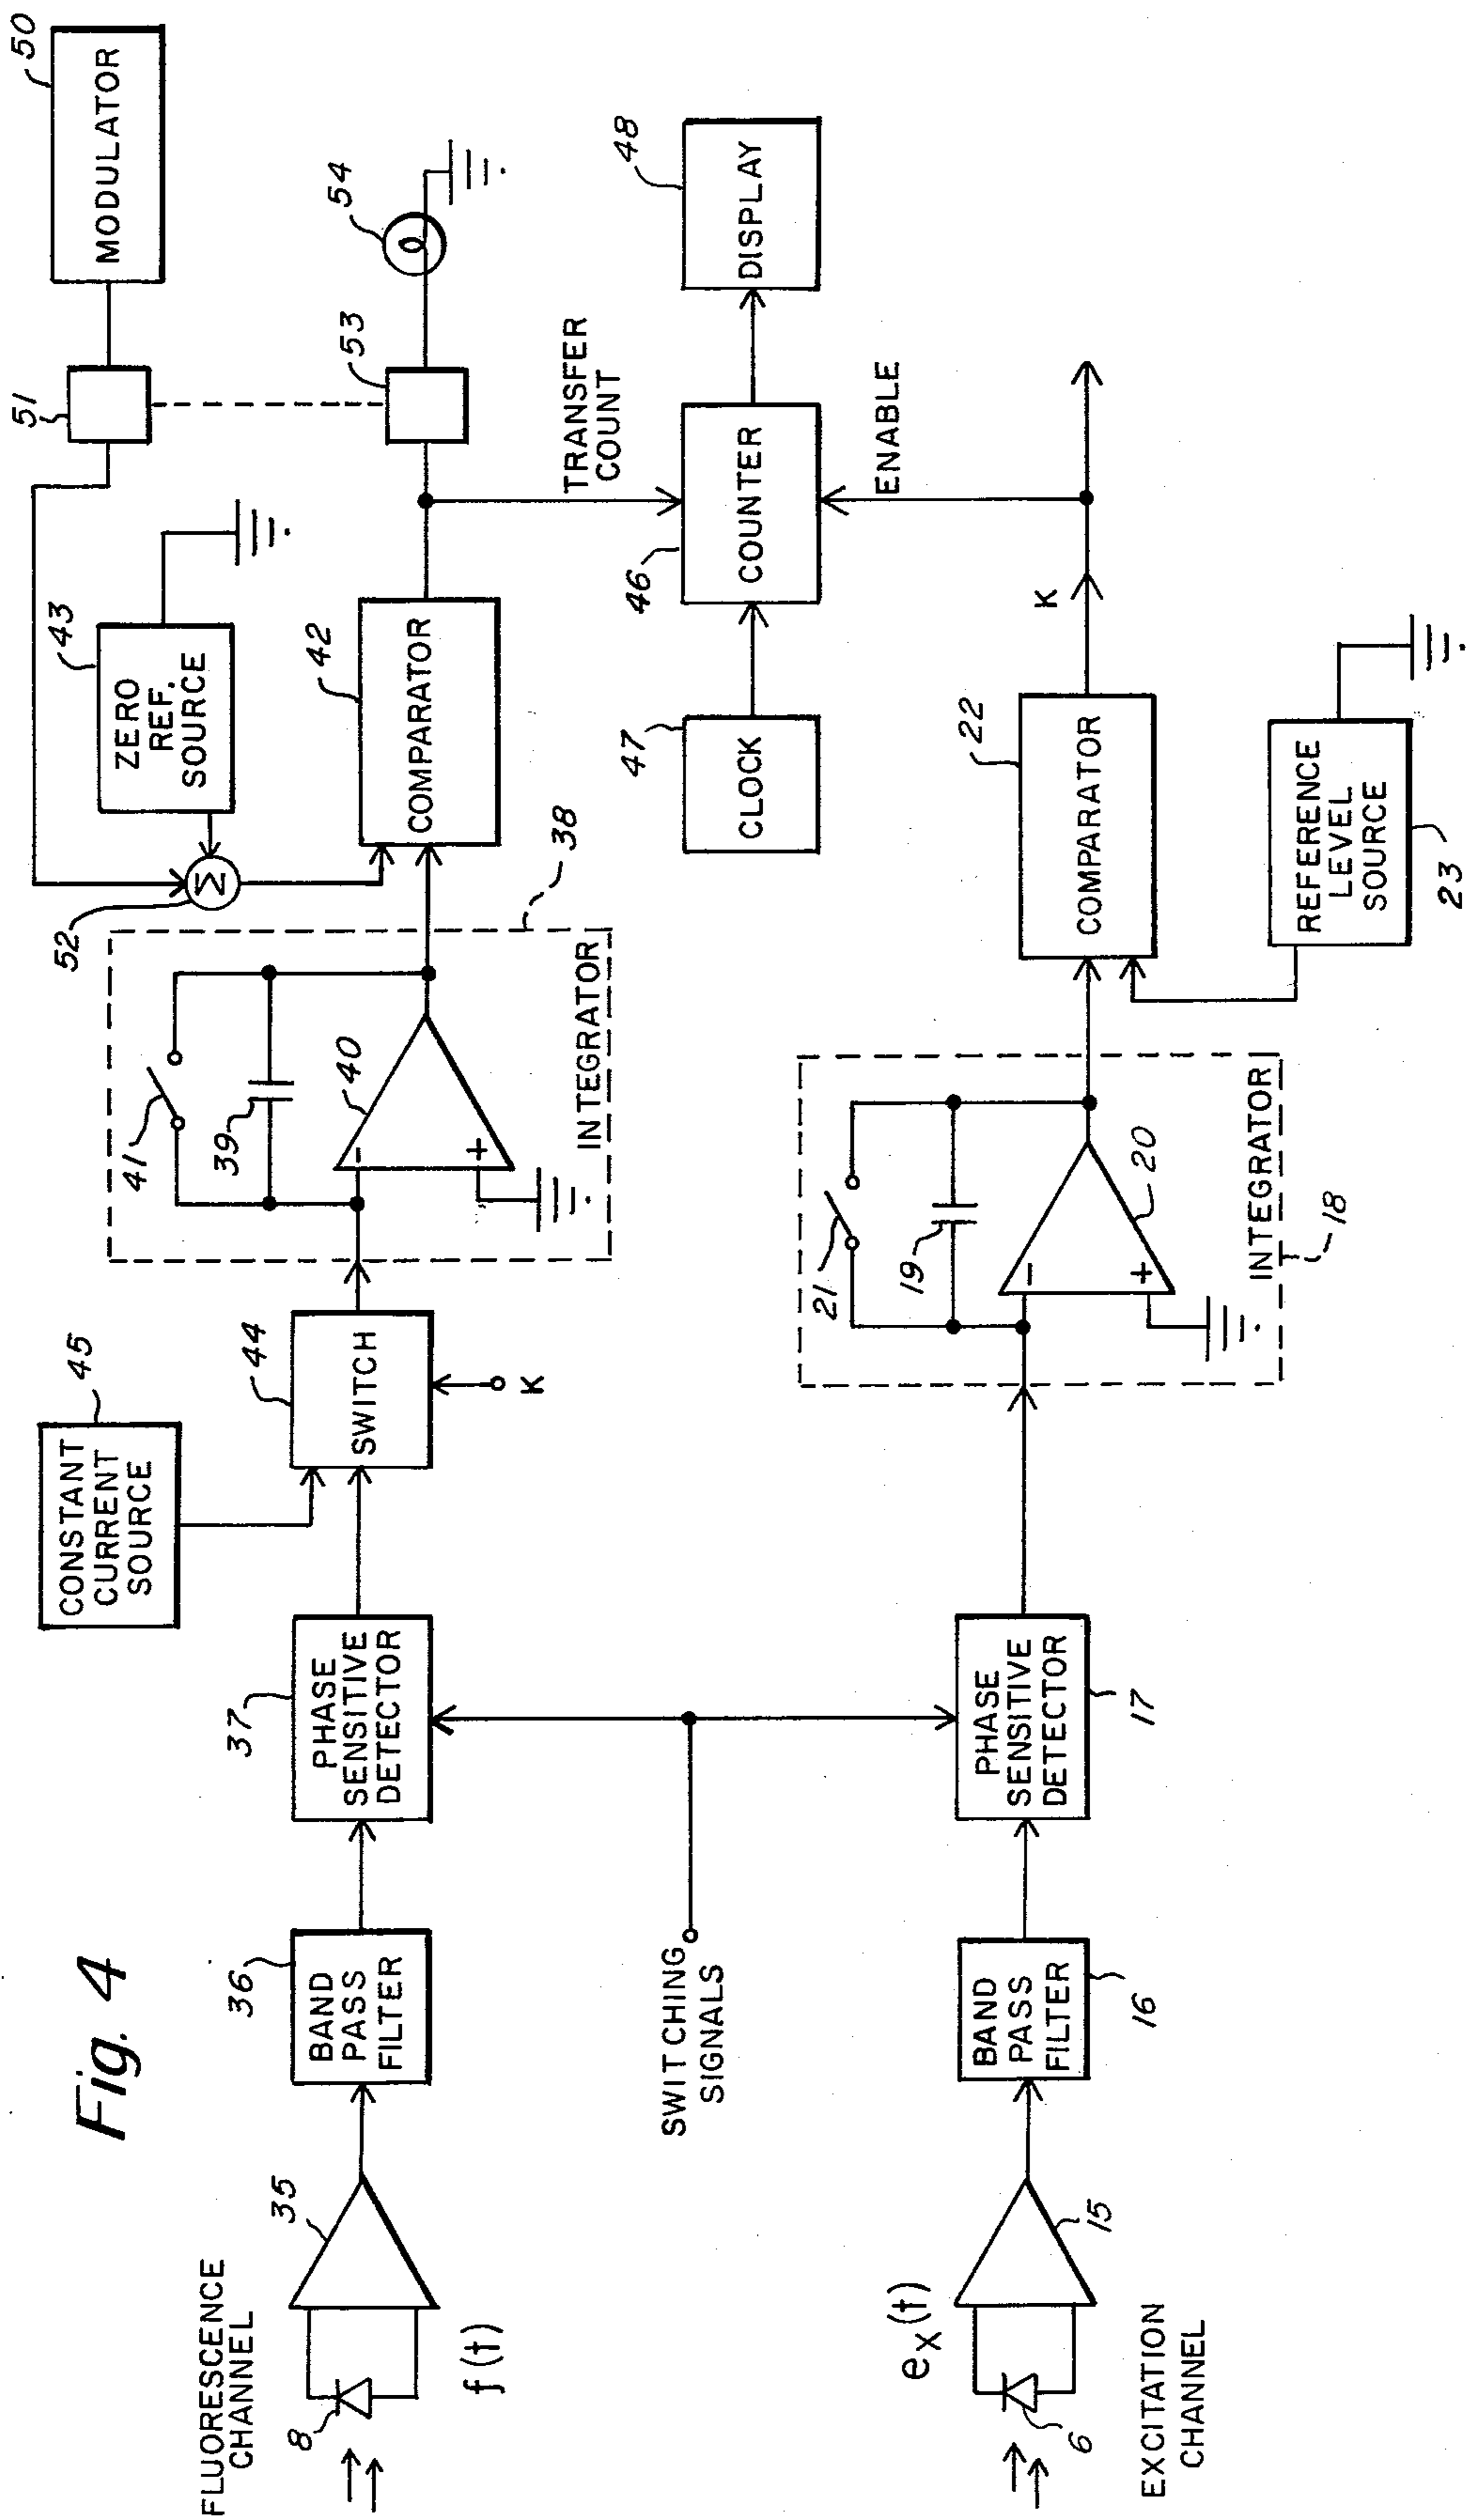 Fig. 4
FLUORESCENCE
CHANNEL
8
f(t)
35
36
BAND
PASS
FILTER
37
PHASE
SENSITIVE
DETECTOR
CONSTANT
CURRENT
SOURCE
45
44
SWITCH
K
41
39
40
-
+
INTEGRATOR
38
52
Σ
ZERO
REF.
SOURCE
43
42
COMPARATOR
51
MODULATOR
50
53
54
TRANSFER
COUNT
47
CLOCK
46
COUNTER
48
DISPLAY
ENABLE
SWITCHING
SIGNALS
EXCITATION
CHANNEL
6
ex(t)
15
16
BAND
PASS
FILTER
17
PHASE
SENSITIVE
DETECTOR
21
19
20
-
+
INTEGRATOR
18
22
COMPARATOR
K
REFERENCE
LEVEL
SOURCE
23